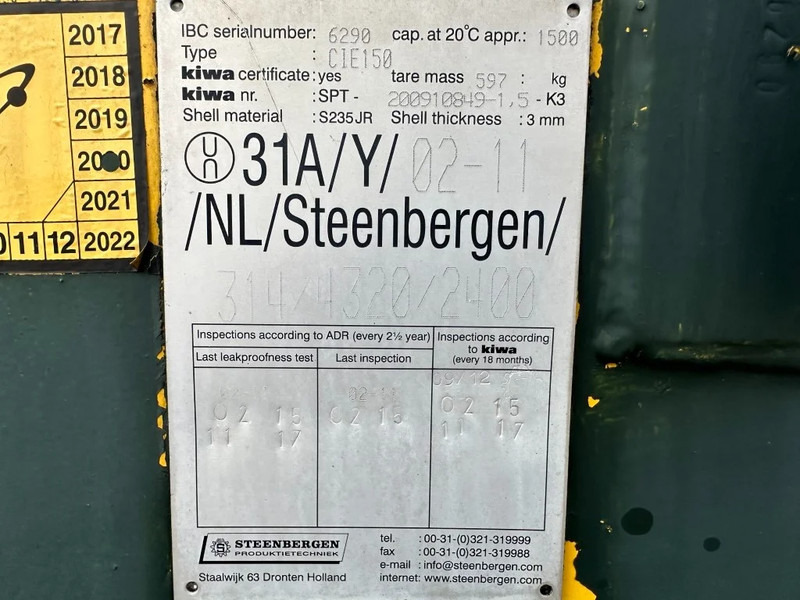 2017
2018
2019
2020
2021
11 12 2022
IBC serialnumber: 6290 cap. at 20°C appr.: 1500
Type : CIE150
kiwa certificate: yes tare mass 597 : kg
kiwa nr. : SPT - 200910849-1,5 - K3
Shell material : S235JR Shell thickness : 3 mm
un 31A/Y/ 02-11
/NL/Steenbergen/
314/4320/2400
Inspections according to ADR (every 2½ year)
Last leakproofness test Last inspection
Inspections according
to kiwa
(every 18 months)
02-11
02 15 02 15 02 15
11 17 11 17
STEENBERGEN
PRODUKTIETECHNIEK
Staalwijk 63 Dronten Holland
tel. : 00-31-(0)321-319999
fax : 00-31-(0)321-319988
e-mail : info@steenbergen.com
internet: www.steenbergen.com